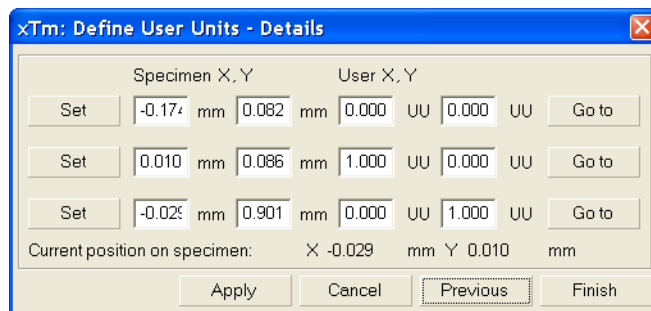 xTm: Define User Units - Details
Specimen X, Y User X, Y
Set -0.174 mm 0.082 mm 0.000 UU 0.000 UU Go to
Set 0.010 mm 0.086 mm 1.000 UU 0.000 UU Go to
Set -0.029 mm 0.901 mm 0.000 UU 1.000 UU Go to
Current position on specimen: X -0.029 mm Y 0.010 mm
Apply Cancel Previous Finish